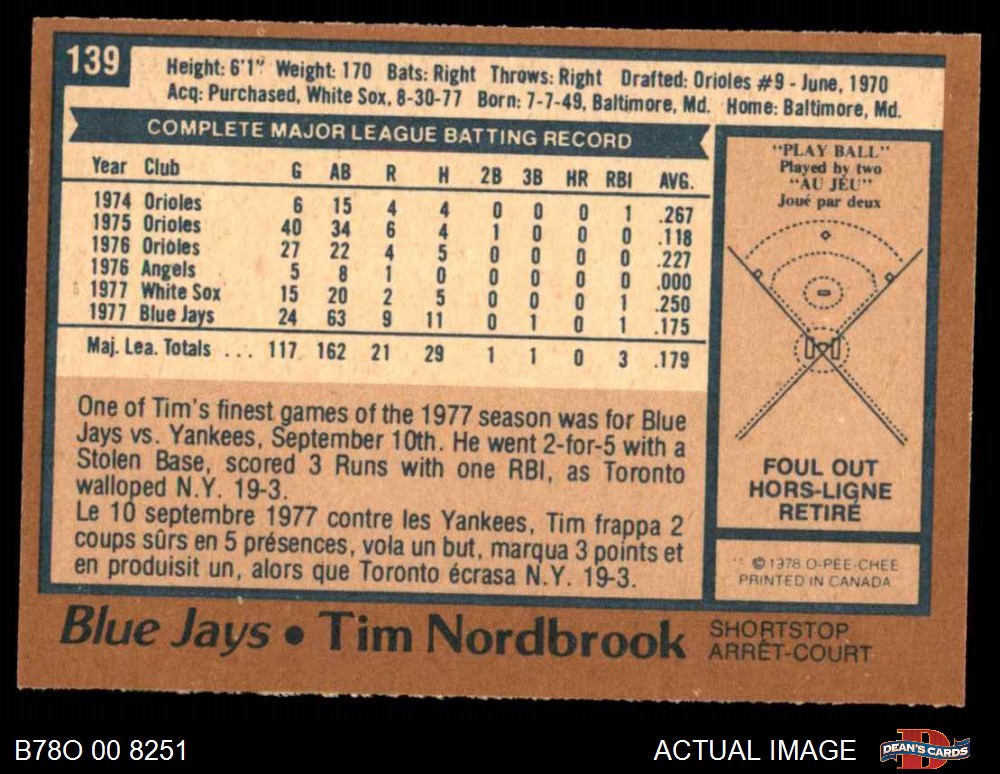 139
Height: 6'1" Weight: 170 Bats: Right Throws: Right Drafted: Orioles #9 - June, 1970
Acq: Purchased, White Sox, 8-30-77 Born: 7-7-49, Baltimore, Md. Home: Baltimore, Md.
COMPLETE MAJOR LEAGUE BATTING RECORD
Year Club G AB R H 2B 3B HR RBI AVG.
1974 Orioles 6 15 4 4 0 0 0 1 .267
1975 Orioles 40 34 6 4 1 0 0 0 .118
1976 Orioles 27 22 4 5 0 0 0 0 .227
1976 Angels 5 8 1 0 0 0 0 0 .000
1977 White Sox 15 20 2 5 0 0 0 1 .250
1977 Blue Jays 24 63 9 11 0 1 0 1 .175
Maj. Lea. Totals ... 117 162 21 29 1 1 0 3 .179
One of Tim's finest games of the 1977 season was for Blue
Jays vs. Yankees, September 10th. He went 2-for-5 with a
Stolen Base, scored 3 Runs with one RBI, as Toronto
walloped N.Y. 19-3.
Le 10 septembre 1977 contre les Yankees, Tim frappa 2
coups sûrs en 5 présences, vola un but, marqua 3 points et
en produisit un, alors que Toronto écrasa N.Y. 19-3.
"PLAY BALL"
Played by two
"AU JÉU"
Joué par deux
FOUL OUT
HORS-LIGNE
RETIRÉ
© 1978 O-PEE-CHEE
PRINTED IN CANADA
Blue Jays • Tim Nordbrook
SHORTSTOP
ARRÊT-COURT
B78O 00 8251
ACTUAL IMAGE
DEAN'S CARDS